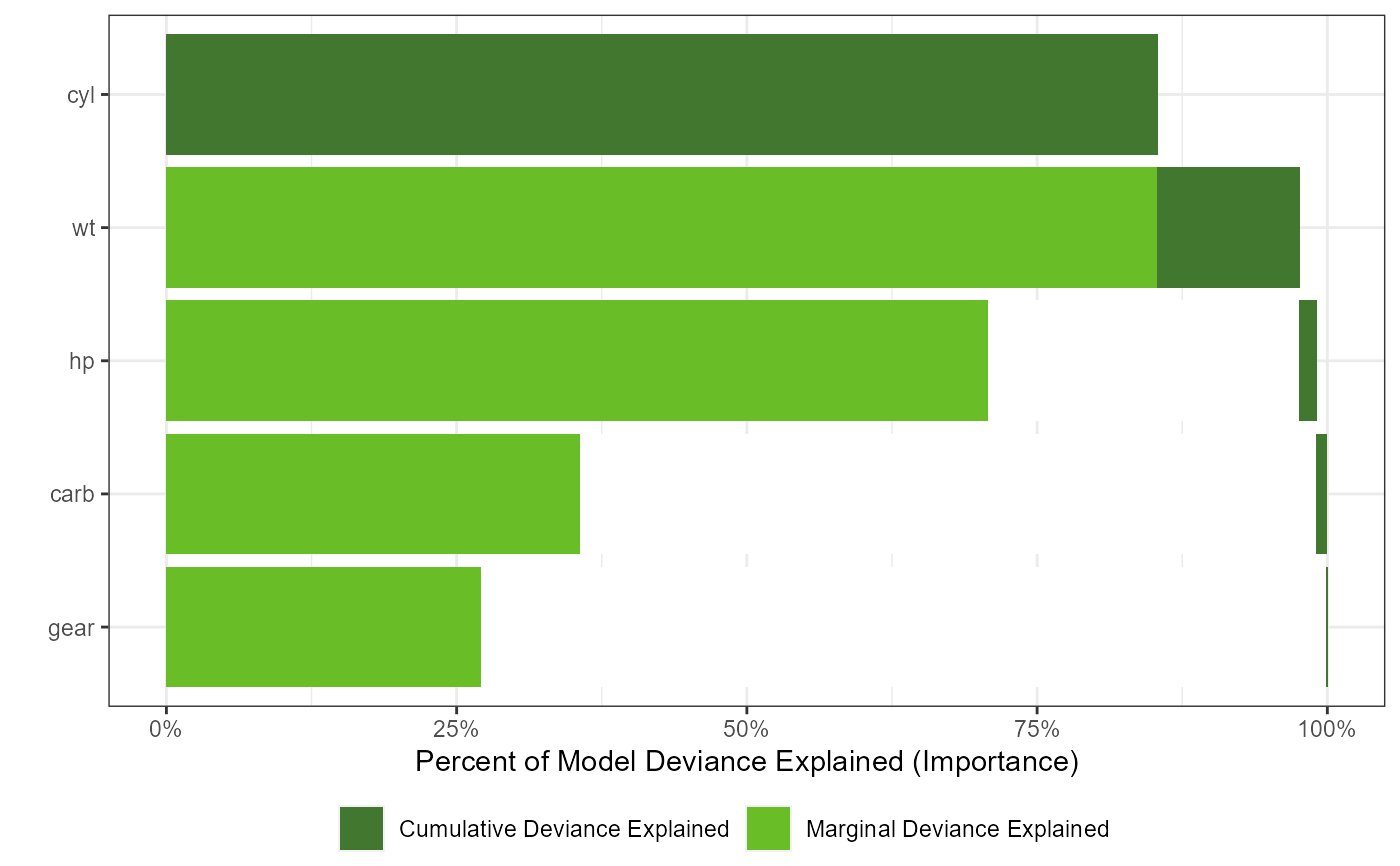 cyl
wt
hp
carb
gear
0% 25% 50% 75% 100%
Percent of Model Deviance Explained (Importance)
Cumulative Deviance Explained Marginal Deviance Explained